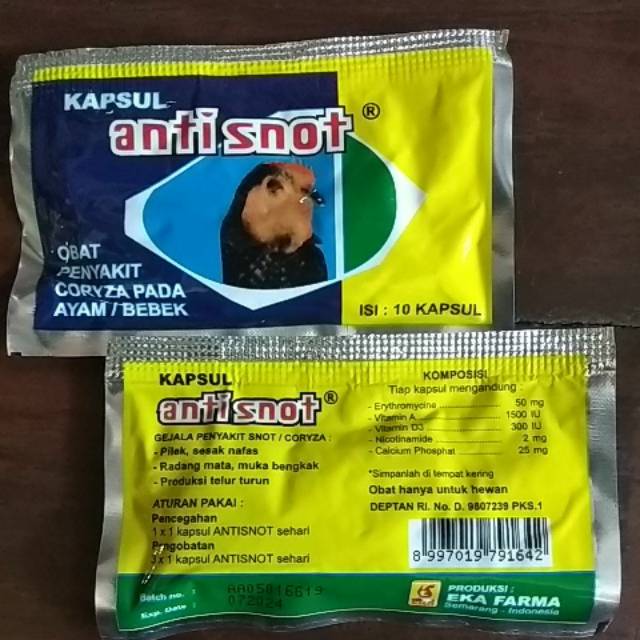 KAPSUL
anti snot ®
OBAT
PENYAKIT
CORYZA PADA
AYAM / BEBEK
ISI : 10 KAPSUL
KAPSUL
anti snot ®
GEJALA PENYAKIT SNOT / CORYZA :
- Pilek, sesak nafas
- Radang mata, muka bengkak
- Produksi telur turun
ATURAN PAKAI :
Pencegahan
1 x 1 kapsul ANTISNOT sehari
Pengobatan
3 x 1 kapsul ANTISNOT sehari
KOMPOSISI
Tiap kapsul mengandung :
- Erythromycine 50 mg
- Vitamin A 1500 IU
- Vitamin D3 300 IU
- Nicotinamide 2 mg
- Calcium Phosphat 25 mg
*Simpanlah di tempat kering
Obat hanya untuk hewan
DEPTAN RI. No. D. 9807239 PKS.1
8 997019 791642
Batch no. : AA05816619
Exp. Date : 072024
PRODUKSI :
EKA FARMA
Semarang - Indonesia